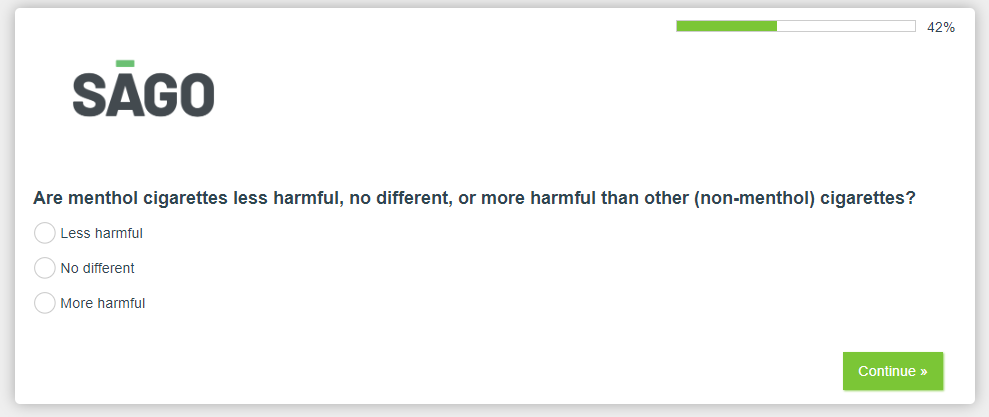 42%
SĀGO
Are menthol cigarettes less harmful, no different, or more harmful than other (non-menthol) cigarettes?
Less harmful
No different
More harmful
Continue »